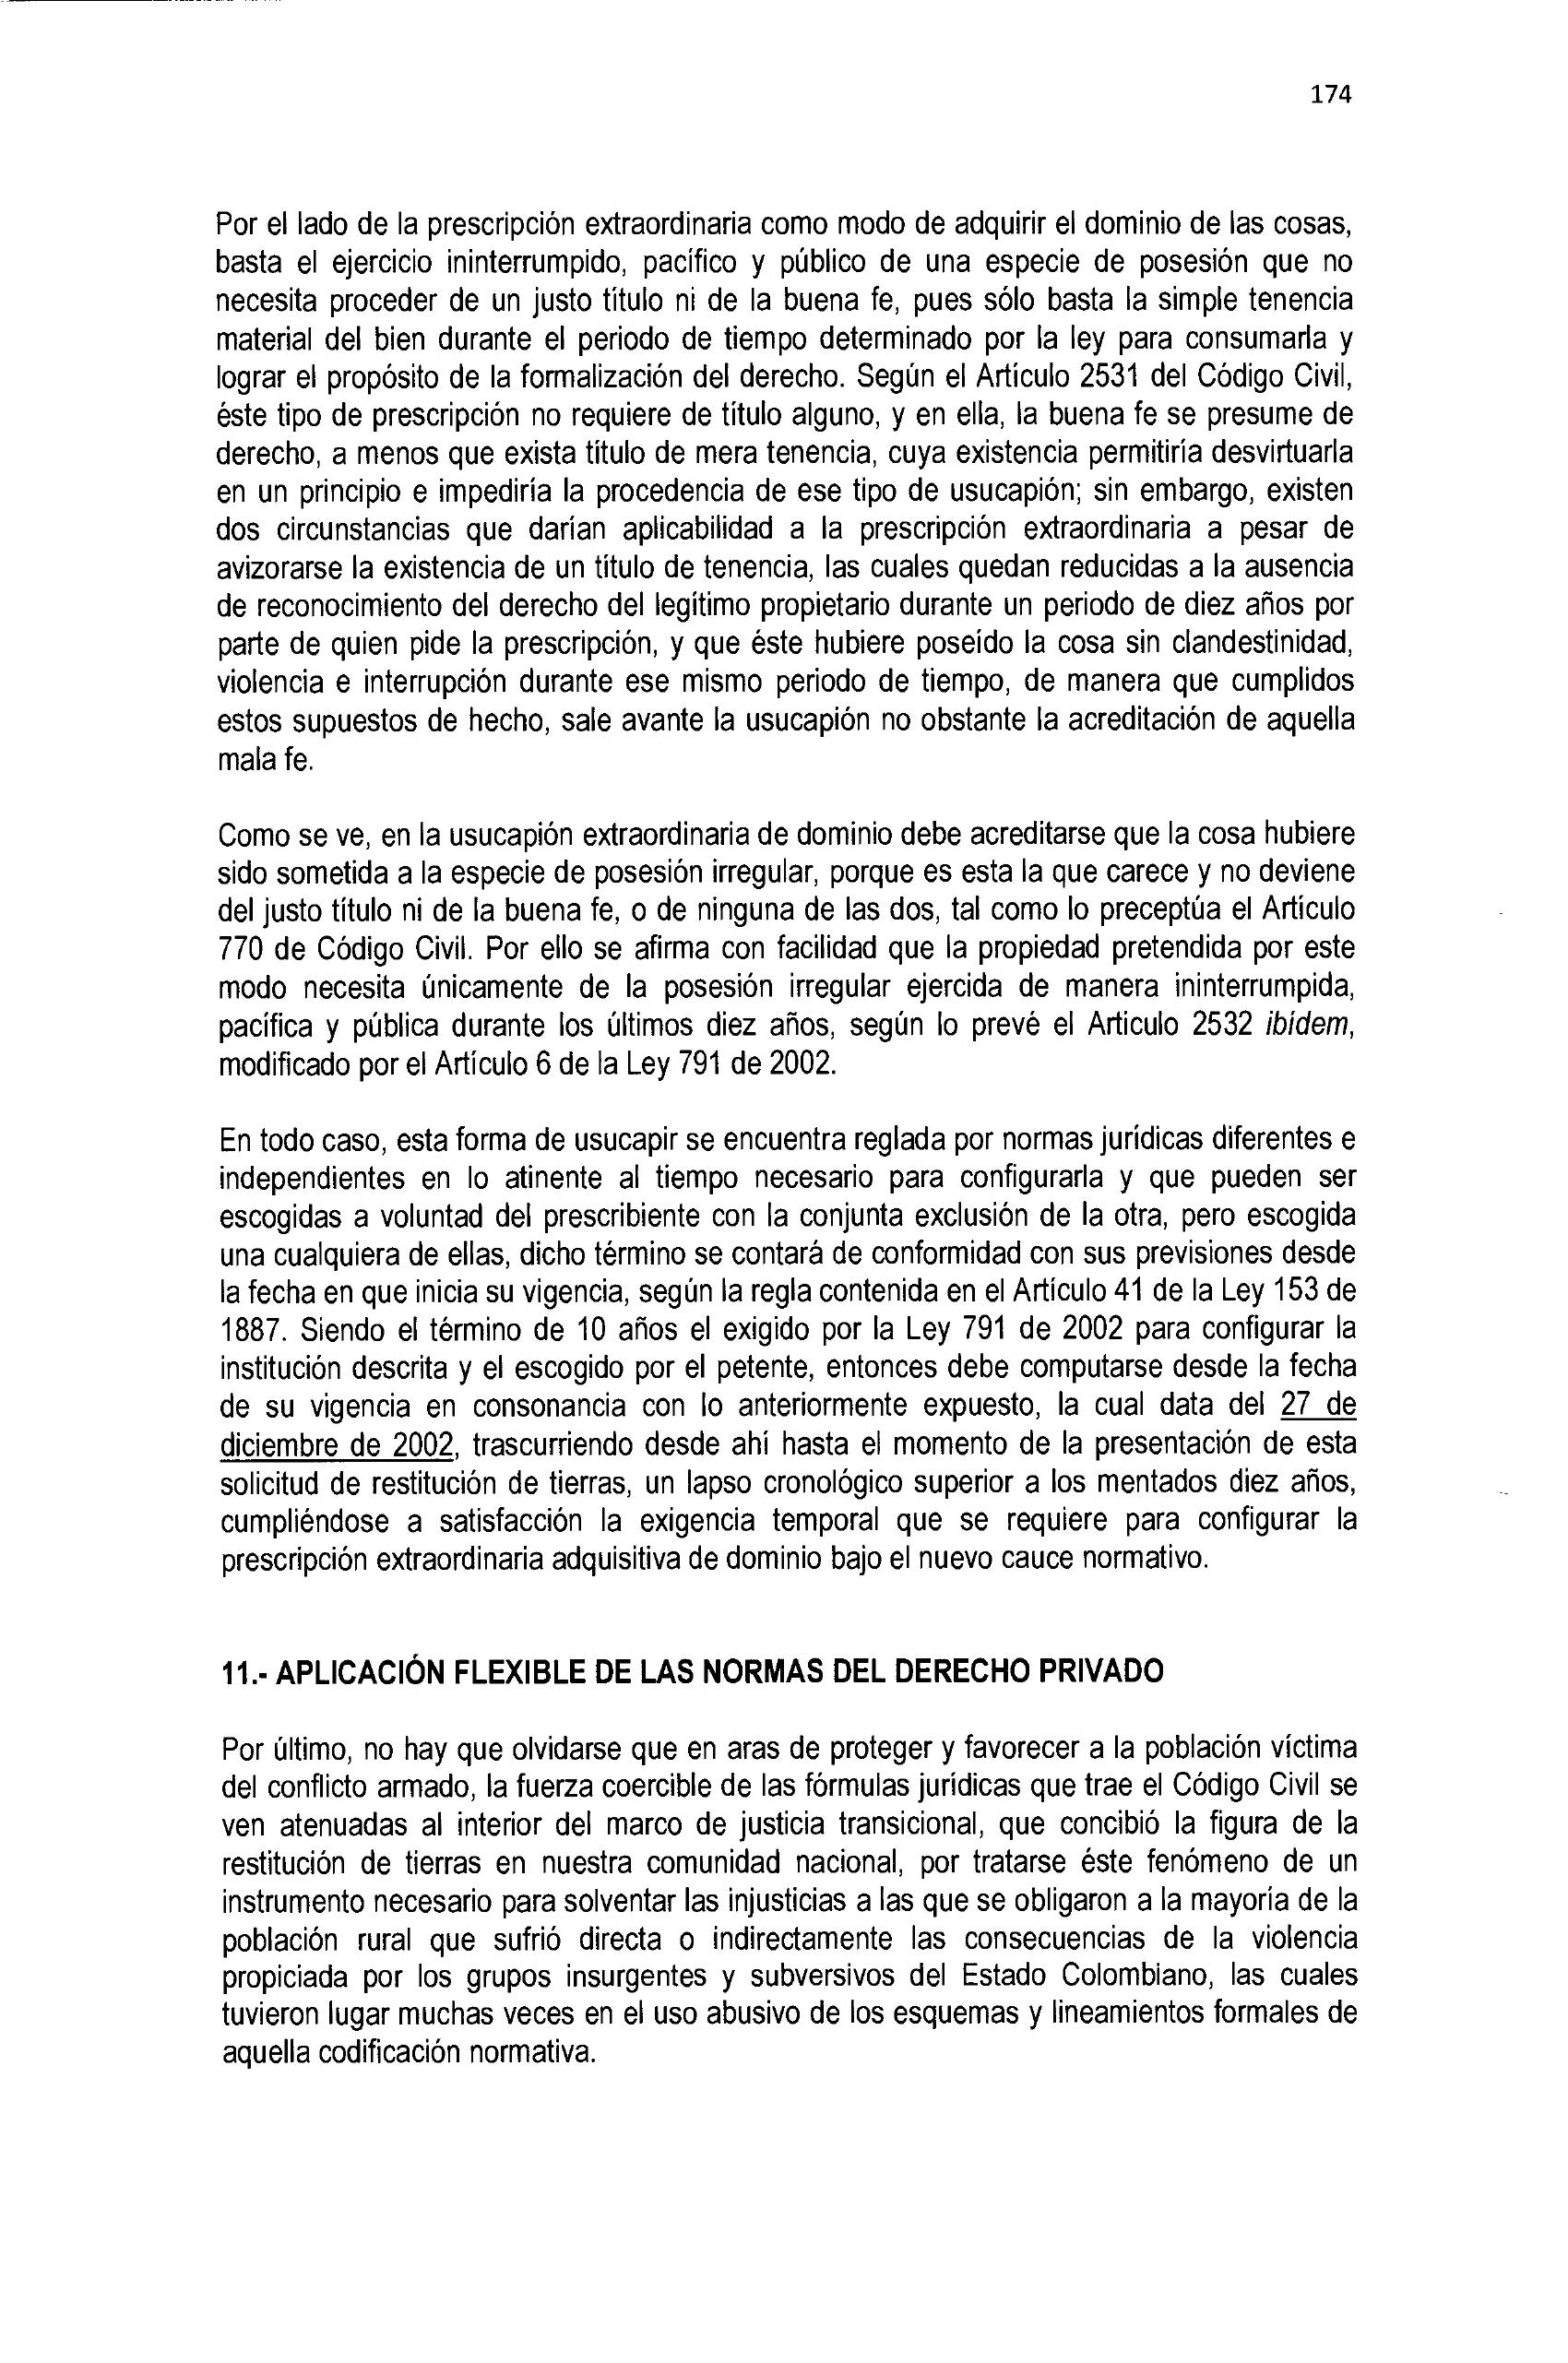 174
Por el lado de la prescripción extraordinaria como modo de adquirir el dominio de las cosas,
basta el ejercicio ininterrumpido, pacífico y público de una especie de posesión que no
necesita proceder de un justo título ni de la buena fe, pues sólo basta la simple tenencia
material del bien durante el periodo de tiempo determinado por la ley para consumarla y
lograr el propósito de la formalización del derecho. Según el Artículo 2531 del Código Civil,
éste tipo de prescripción no requiere de título alguno, y en ella, la buena fe se presume de
derecho, a menos que exista título de mera tenencia, cuya existencia permitiría desvirtuarla
en un principio e impediría la procedencia de ese tipo de usucapión; sin embargo, existen
dos circunstancias que darían aplicabilidad a la prescripción extraordinaria a pesar de
avizorarse la existencia de un título de tenencia, las cuales quedan reducidas a la ausencia
de reconocimiento del derecho del legítimo propietario durante un periodo de diez años por
parte de quien pide la prescripción, y que éste hubiere poseído la cosa sin clandestinidad,
violencia e interrupción durante ese mismo periodo de tiempo, de manera que cumplidos
estos supuestos de hecho, sale avante la usucapión no obstante la acreditación de aquella
mala fe.
Como se ve, en la usucapión extraordinaria de dominio debe acreditarse que la cosa hubiere
sido sometida a la especie de posesión irregular, porque es esta la que carece y no deviene
del justo título ni de la buena fe, o de ninguna de las dos, tal como lo preceptúa el Artículo
770 de Código Civil. Por ello se afirma con facilidad que la propiedad pretendida por este
modo necesita únicamente de la posesión irregular ejercida de manera ininterrumpida,
pacífica y pública durante los últimos diez años, según lo prevé el Articulo 2532 ibídem,
modificado por el Artículo 6 de la Ley 791 de 2002.
En todo caso, esta forma de usucapir se encuentra reglada por normas jurídicas diferentes e
independientes en lo atinente al tiempo necesario para configurarla y que pueden ser
escogidas a voluntad del prescribiente con la conjunta exclusión de la otra, pero escogida
una cualquiera de ellas, dicho término se contará de conformidad con sus previsiones desde
la fecha en que inicia su vigencia, según la regla contenida en el Artículo 41 de la Ley 153 de
1887. Siendo el término de 10 años el exigido por la Ley 791 de 2002 para configurar la
institución descrita y el escogido por el petente, entonces debe computarse desde la fecha
de su vigencia en consonancia con lo anteriormente expuesto, la cual data del 27 de
diciembre de 2002, trascurriendo desde ahí hasta el momento de la presentación de esta
solicitud de restitución de tierras, un lapso cronológico superior a los mentados diez años,
cumpliéndose a satisfacción la exigencia temporal que se requiere para configurar la
prescripción extraordinaria adquisitiva de dominio bajo el nuevo cauce normativo.
11.- APLICACIÓN FLEXIBLE DE LAS NORMAS DEL DERECHO PRIVADO
Por último, no hay que olvidarse que en aras de proteger y favorecer a la población víctima
del conflicto armado, la fuerza coercible de las fórmulas jurídicas que trae el Código Civil se
ven atenuadas al interior del marco de justicia transicional, que concibió la figura de la
restitución de tierras en nuestra comunidad nacional, por tratarse éste fenómeno de un
instrumento necesario para solventar las injusticias a las que se obligaron a la mayoría de la
población rural que sufrió directa o indirectamente las consecuencias de la violencia
propiciada por los grupos insurgentes y subversivos del Estado Colombiano, las cuales
tuvieron lugar muchas veces en el uso abusivo de los esquemas y lineamientos formales de
aquella codificación normativa.